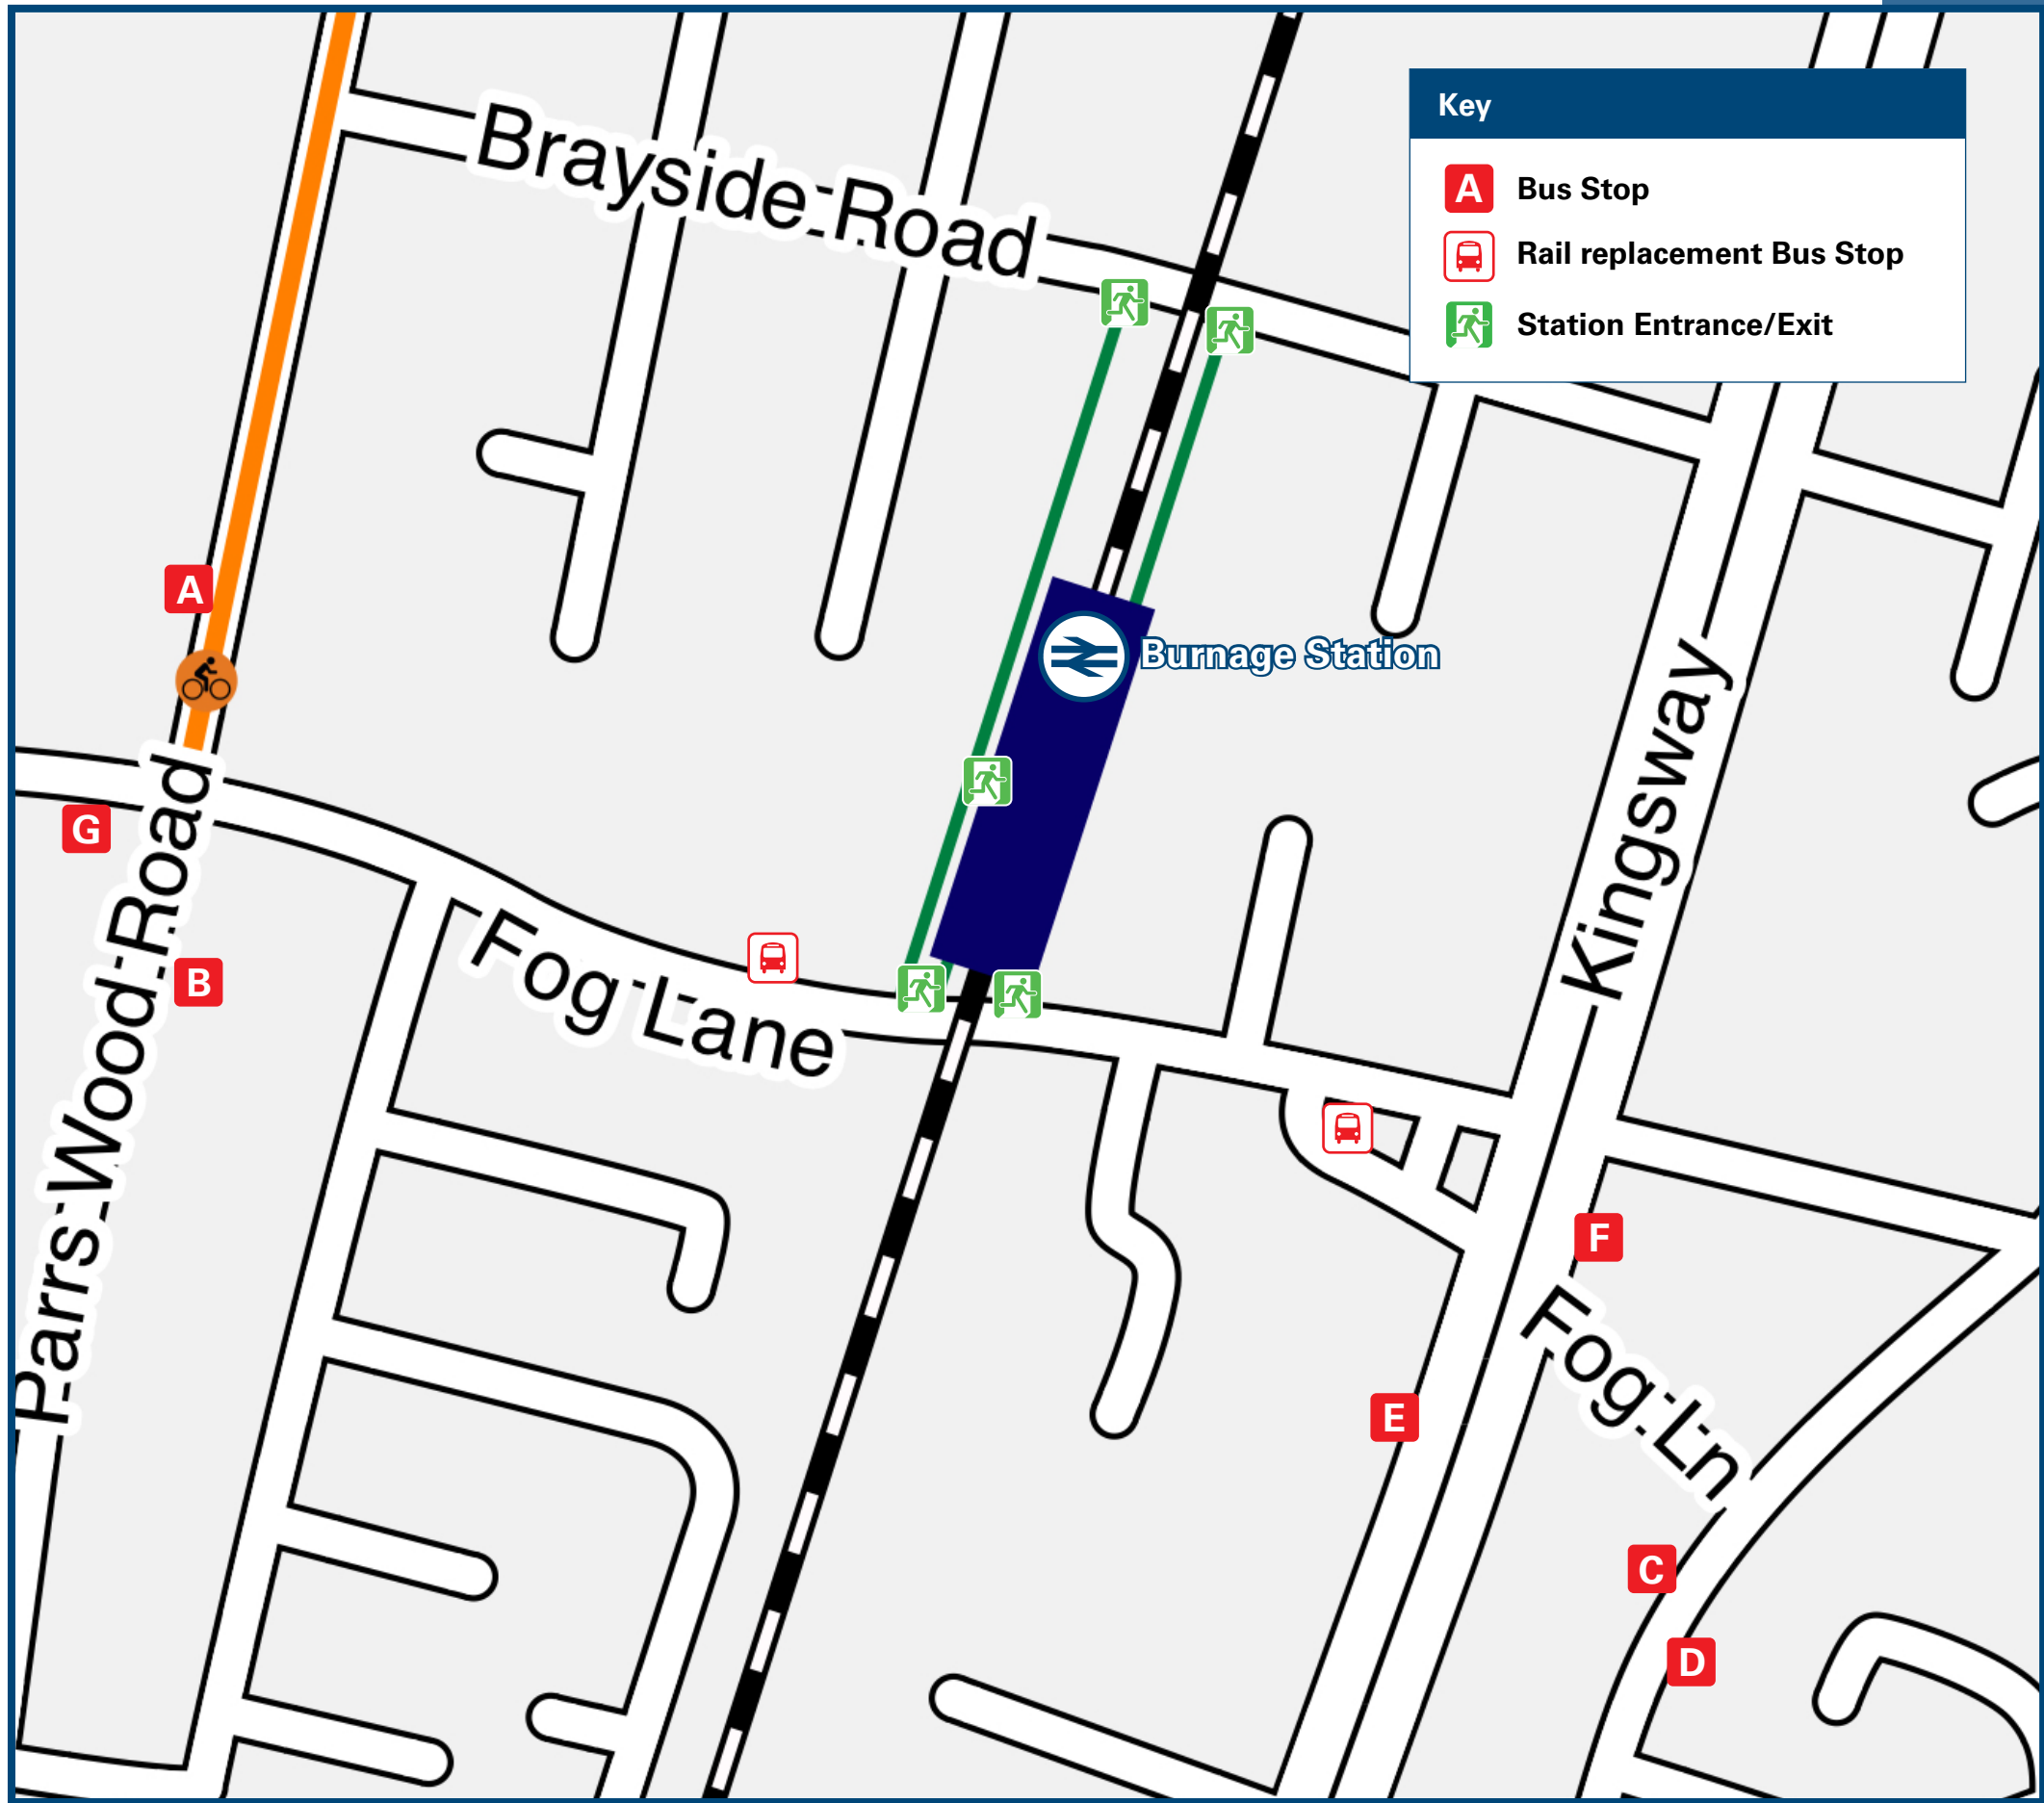 Brayside Road
Key
A Bus Stop
Rail replacement Bus Stop
Station Entrance/Exit
A
Burnage Station
Kingsway
G
Parrs Wood Road
B
Fog Lane
F
Fog Ln
E
C
D